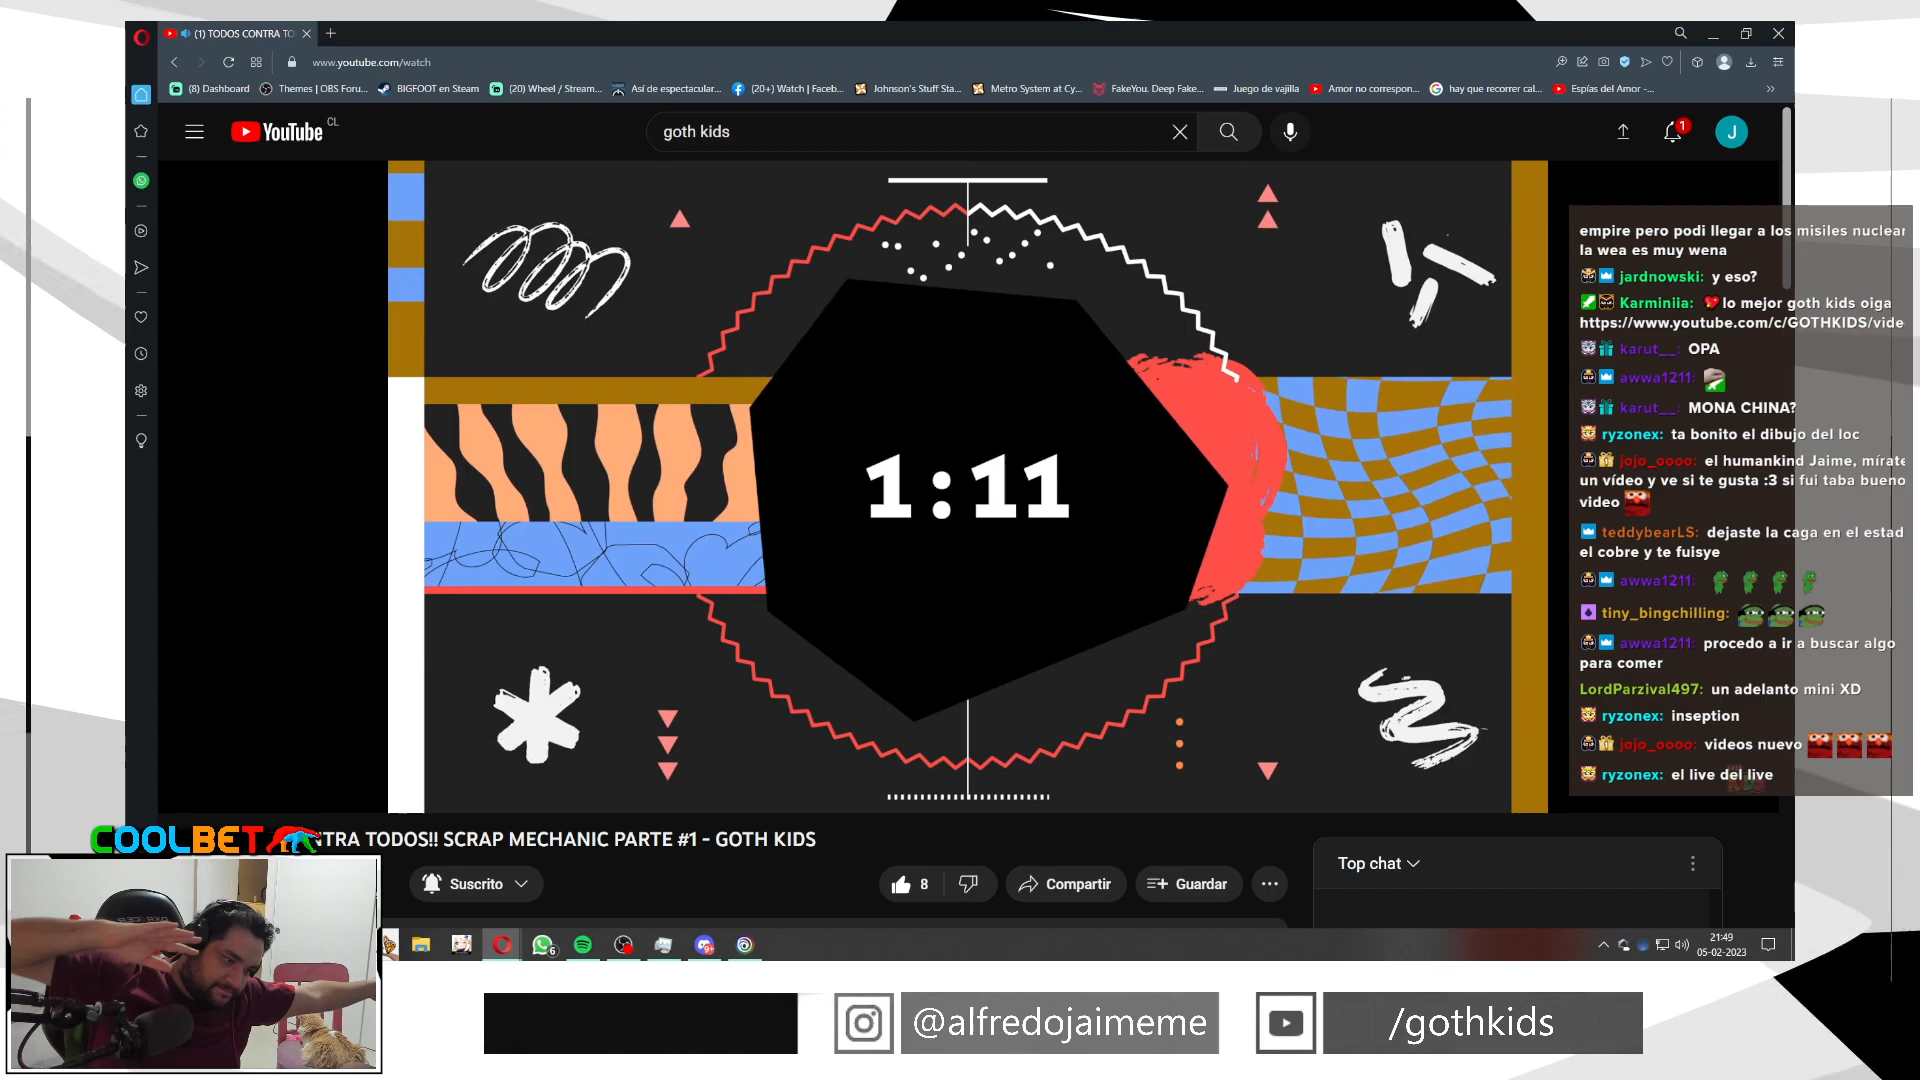 (1) TODOS CONTRA TO
www.youtube.com/watch
(8) Dashboard
Themes | OBS Foru...
BIGFOOT en Steam
(20) Wheel / Stream...
Así de espectacular...
(20+) Watch | Faceb...
Johnson's Stuff Sta...
Metro System at Cy...
FakeYou. Deep Fake...
Juego de vajilla
Amor no correspon...
hay que recorrer cal...
Espías del Amor -...
YouTube CL
goth kids
1
J
1:11
empire pero podi llegar a los misiles nuclear
la wea es muy wena
jardnowski: y eso?
Karminiia: lo mejor goth kids oiga
https://www.youtube.com/c/GOTHKIDS/vide
karut__: OPA
awwa1211:
karut__: MONA CHINA?
ryzonex: ta bonito el dibujo del loc
jojo_oooo: el humankind Jaime, mírate
un vídeo y ve si te gusta :3 si fui taba bueno
video
teddybearLS: dejaste la caga en el estad
el cobre y te fuisye
awwa1211:
tiny_bingchilling:
awwa1211: procedo a ir a buscar algo
para comer
LordParzival497: un adelanto mini XD
ryzonex: inseption
jojo_oooo: videos nuevo
ryzonex: el live del live
COOLBET
NTRA TODOS!! SCRAP MECHANIC PARTE #1 - GOTH KIDS
Suscrito
8
Compartir
Guardar
Top chat
6
9+
21:49
05-02-2023
@alfredojaimeme
/gothkids